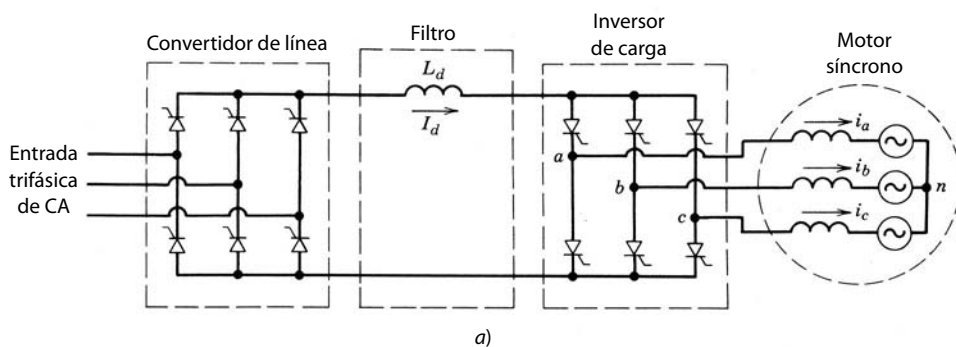 Convertidor de línea
Filtro
Inversor
de carga
Motor
síncrono
L_d
I_d
Entrada
trifásica
de CA
a
b
c
i_a
i_b
i_c
n
a)